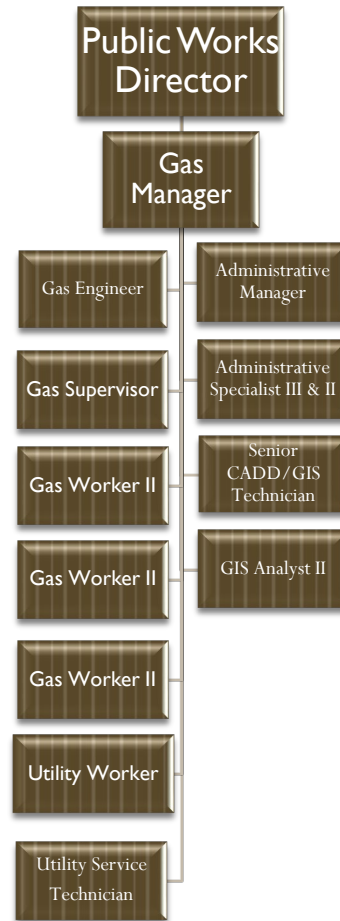 Public Works
Director
Gas
Manager
Gas Engineer
Administrative
Manager
Gas Supervisor
Administrative
Specialist III & II
Gas Worker II
Senior
CADD/GIS
Technician
Gas Worker II
GIS Analyst II
Gas Worker II
Utility Worker
Utility Service
Technician